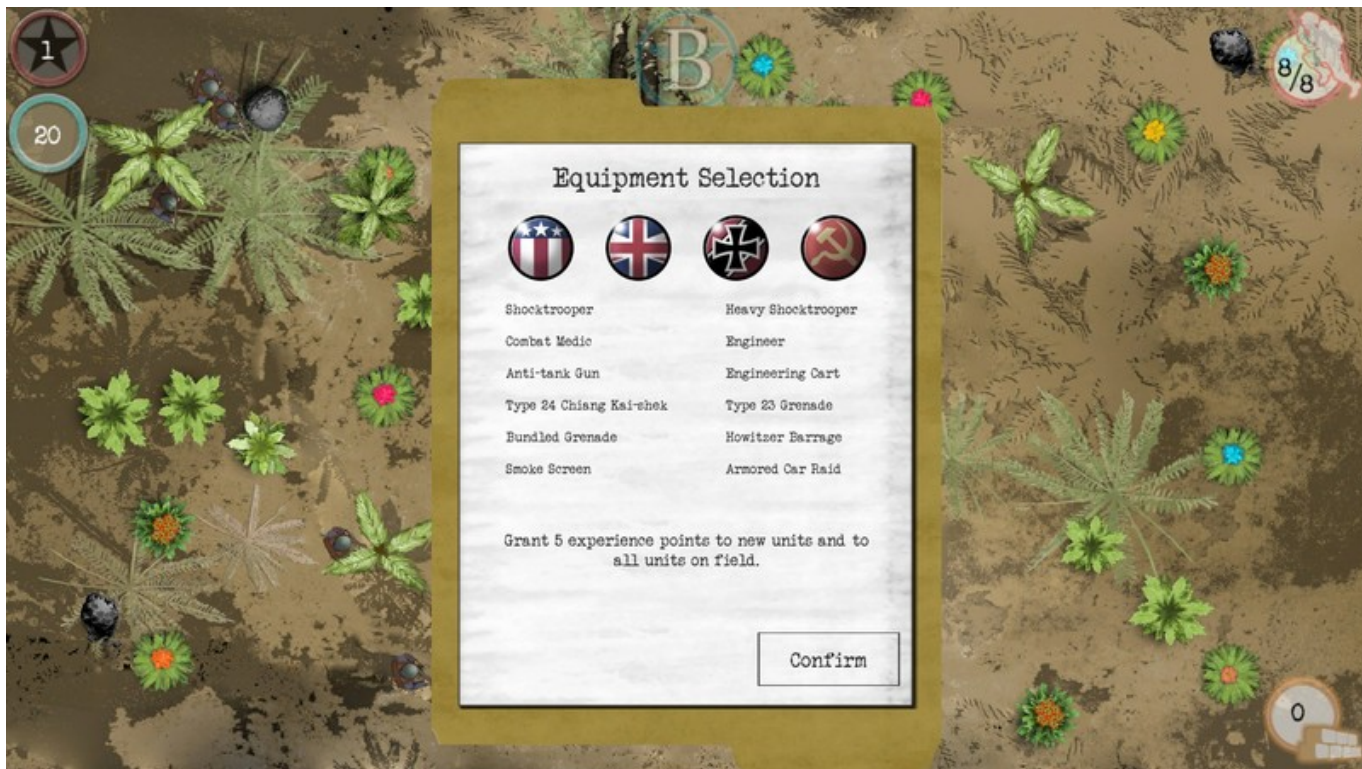 1
B
8/8
20
Equipment Selection
Shocktrooper
Heavy Shocktrooper
Combat Medic
Engineer
Anti-tank Gun
Engineering Cart
Type 24 Chiang Kai-shek
Type 23 Grenade
Bundled Grenade
Howitzer Barrage
Smoke Screen
Armored Car Raid
Grant 5 experience points to new units and to
all units on field.
Confirm
0